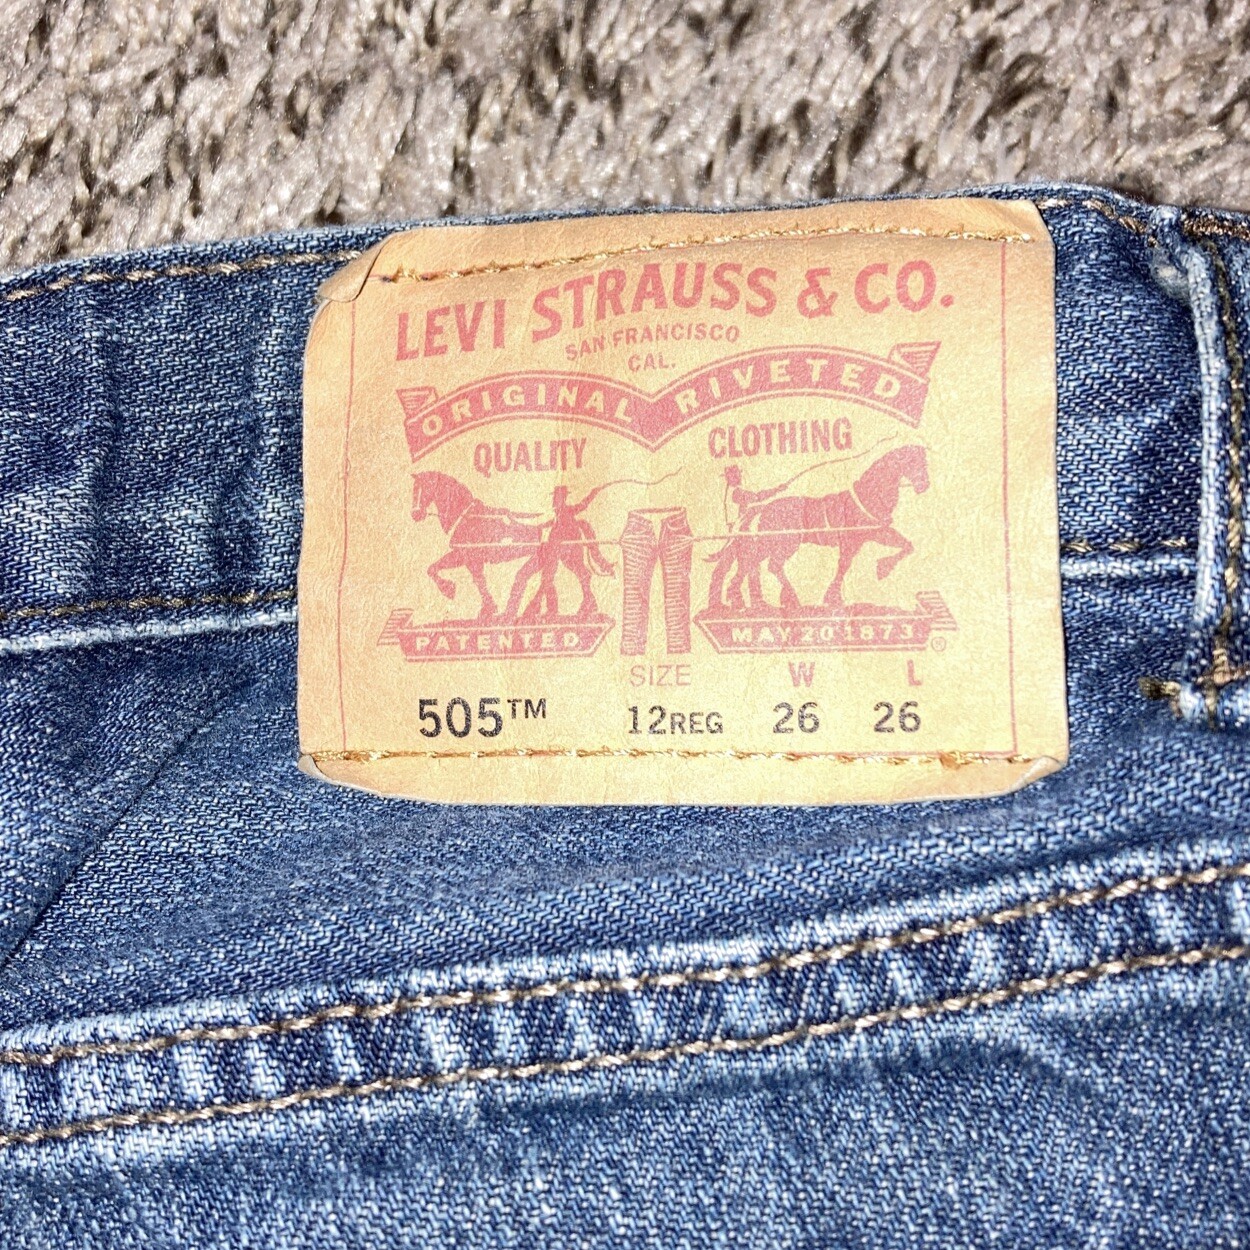 LEVI STRAUSS & CO.
SAN FRANCISCO
CAL.
ORIGINAL RIVETED
QUALITY CLOTHING
PATENTED MAY 20 1873 ®
SIZE W L
505™ 12REG 26 26